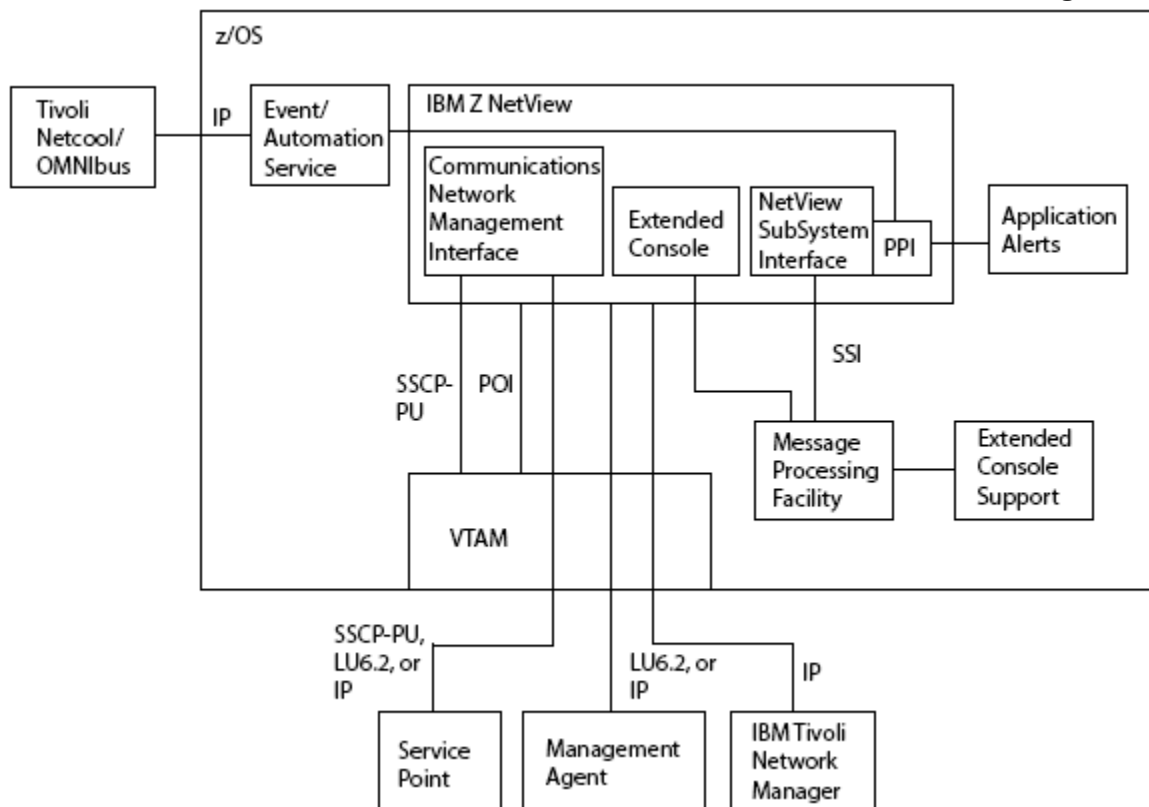 z/OS
Tivoli
Netcool/
OMNIbus
IP
Event/
Automation
Service
IBM Z NetView
Communications
Network
Management
Interface
Extended
Console
NetView
SubSystem
Interface
PPI
Application
Alerts
SSCP-
PU
POI
SSI
Message
Processing
Facility
Extended
Console
Support
VTAM
SSCP-PU,
LU6.2, or
IP
LU6.2, or
IP
IP
Service
Point
Management
Agent
IBM Tivoli
Network
Manager